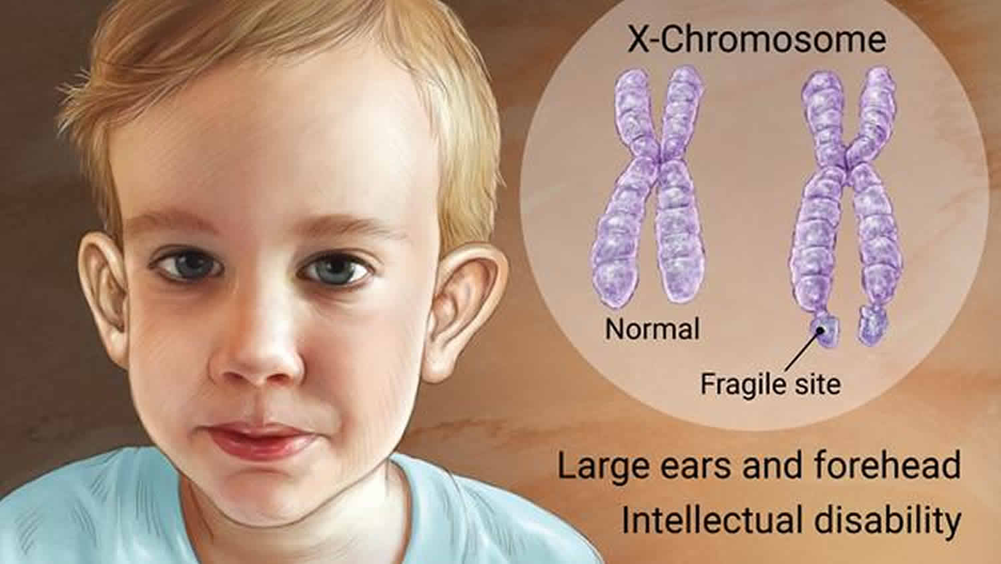 X-Chromosome
Normal
Fragile site
Large ears and forehead
Intellectual disability